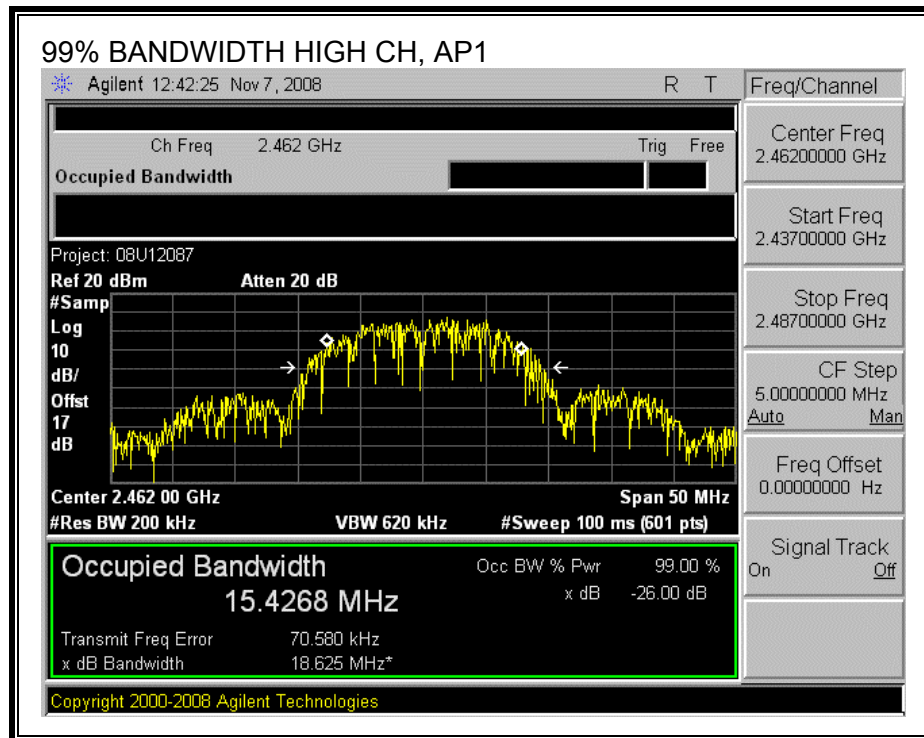 99% BANDWIDTH HIGH CH, AP1
Agilent 12:42:25 Nov 7, 2008 R T
Freq/Channel
Ch Freq 2.462 GHz Trig Free
Occupied Bandwidth
Center Freq
2.46200000 GHz
Start Freq
2.43700000 GHz
Stop Freq
2.48700000 GHz
CF Step
5.00000000 MHz
Auto Man
Freq Offset
0.00000000 Hz
Signal Track
On Off
Project: 08U12087
Ref 20 dBm Atten 20 dB
#Samp
Log
10
dB/
Offst
17
dB
Center 2.462 00 GHz Span 50 MHz
#Res BW 200 kHz VBW 620 kHz #Sweep 100 ms (601 pts)
Occupied Bandwidth Occ BW % Pwr 99.00 %
15.4268 MHz x dB -26.00 dB
Transmit Freq Error 70.580 kHz
x dB Bandwidth 18.625 MHz*
Copyright 2000-2008 Agilent Technologies